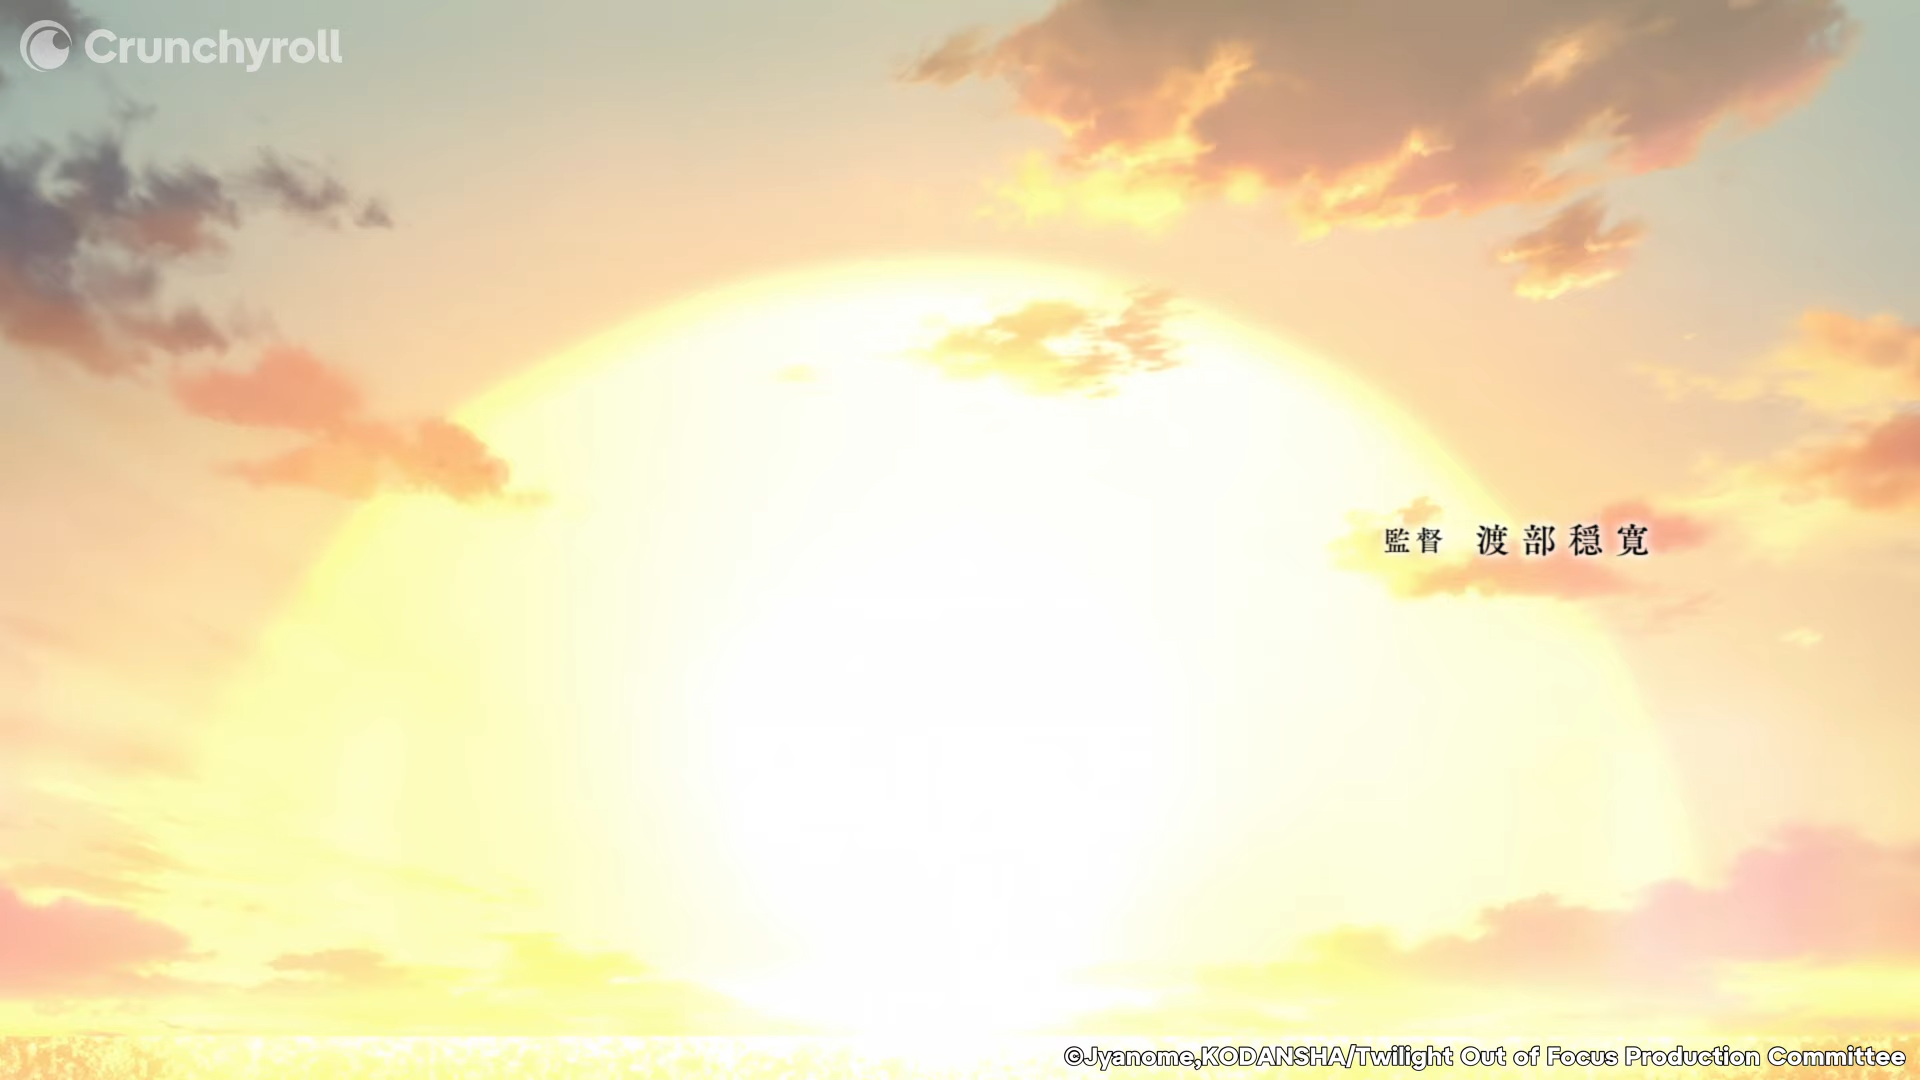 Crunchyroll
監督 渡部穏寛
©Jyanome,KODANSHA/Twilight Out of Focus Production Committee